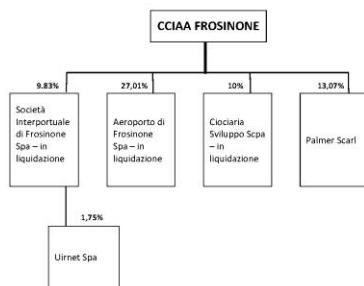 CCIAA FROSINONE
9.83%
27,01%
10%
13,07%
Società
Interportuale
di Frosinone
Spa – in
liquidazione
Aeroporto di
Frosinone
Spa – in
liquidazione
Ciociaria
Sviluppo Scpa
– in
liquidazione
Palmer Scarl
1,75%
Uirnet Spa